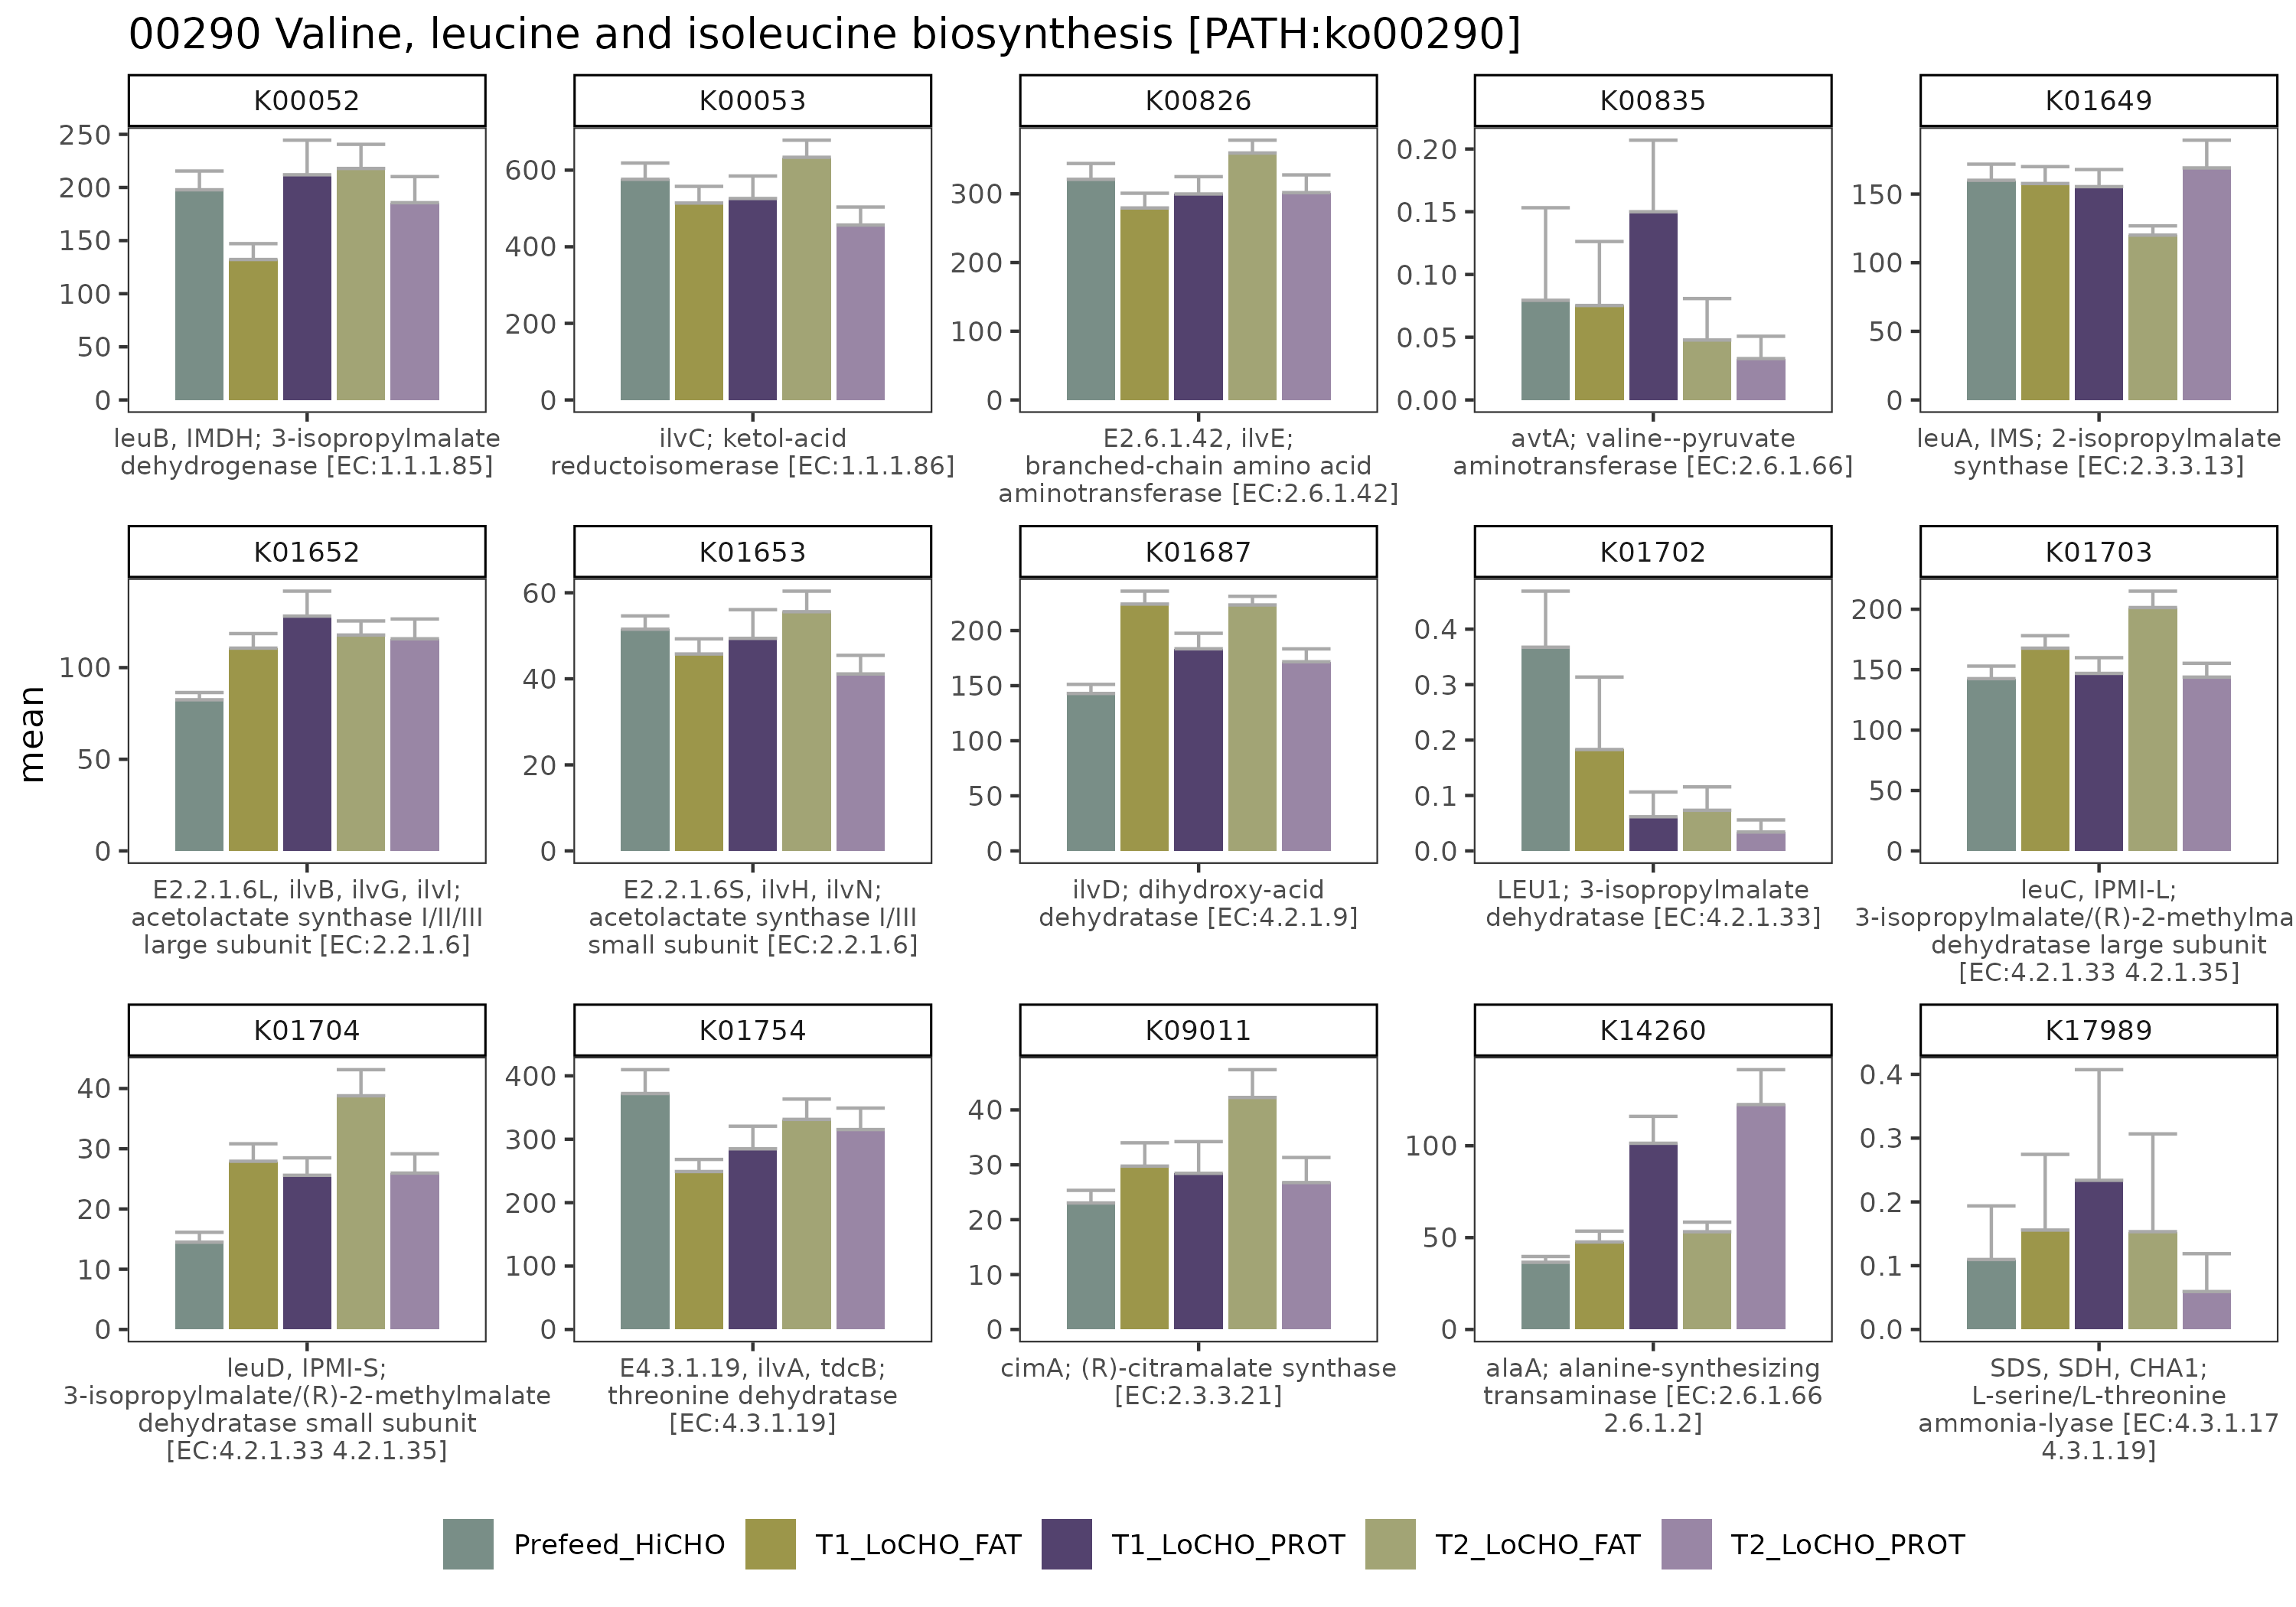 00290 Valine, leucine and isoleucine biosynthesis [PATH:ko00290]
K00052
K00053
K00826
K00835
K01649
250
200
150
100
50
0
600
400
200
0
300
200
100
0
0.20
0.15
0.10
0.05
0.00
150
100
50
0
leuB, IMDH; 3-isopropylmalate
dehydrogenase [EC:1.1.1.85]
ilvC; ketol-acid
reductoisomerase [EC:1.1.1.86]
E2.6.1.42, ilvE;
branched-chain amino acid
aminotransferase [EC:2.6.1.42]
avtA; valine--pyruvate
aminotransferase [EC:2.6.1.66]
leuA, IMS; 2-isopropylmalate
synthase [EC:2.3.3.13]
mean
K01652
K01653
K01687
K01702
K01703
100
50
0
60
40
20
0
200
150
100
50
0
0.4
0.3
0.2
0.1
0.0
200
150
100
50
0
E2.2.1.6L, ilvB, ilvG, ilvI;
acetolactate synthase I/II/III
large subunit [EC:2.2.1.6]
E2.2.1.6S, ilvH, ilvN;
acetolactate synthase I/III
small subunit [EC:2.2.1.6]
ilvD; dihydroxy-acid
dehydratase [EC:4.2.1.9]
LEU1; 3-isopropylmalate
dehydratase [EC:4.2.1.33]
leuC, IPMI-L;
3-isopropylmalate/(R)-2-methylma
dehydratase large subunit
[EC:4.2.1.33 4.2.1.35]
K01704
K01754
K09011
K14260
K17989
40
30
20
10
0
400
300
200
100
0
40
30
20
10
0
100
50
0
0.4
0.3
0.2
0.1
0.0
leuD, IPMI-S;
3-isopropylmalate/(R)-2-methylmalate
dehydratase small subunit
[EC:4.2.1.33 4.2.1.35]
E4.3.1.19, ilvA, tdcB;
threonine dehydratase
[EC:4.3.1.19]
cimA; (R)-citramalate synthase
[EC:2.3.3.21]
alaA; alanine-synthesizing
transaminase [EC:2.6.1.66
2.6.1.2]
SDS, SDH, CHA1;
L-serine/L-threonine
ammonia-lyase [EC:4.3.1.17
4.3.1.19]
Prefeed_HiCHO
T1_LoCHO_FAT
T1_LoCHO_PROT
T2_LoCHO_FAT
T2_LoCHO_PROT